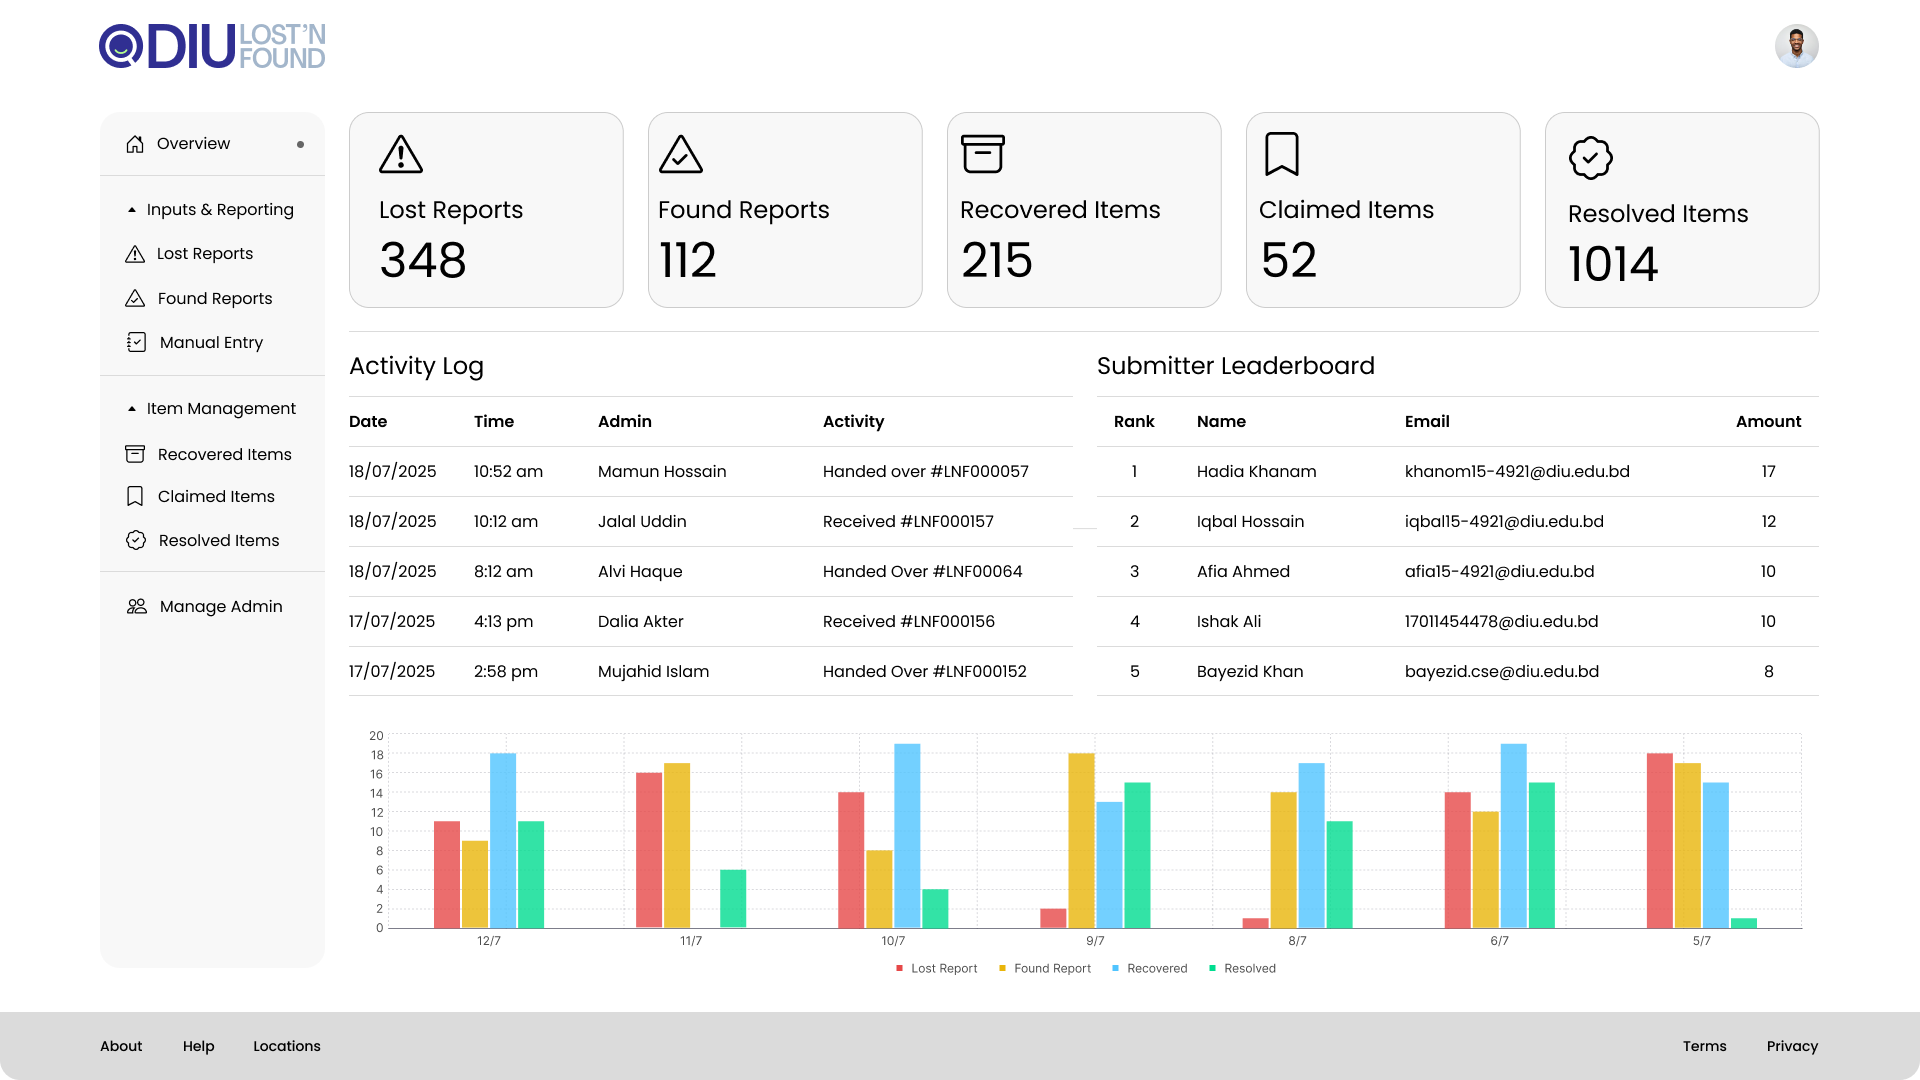 DIU LOST'N FOUND
Overview
Inputs & Reporting
Lost Reports
Found Reports
Manual Entry
Item Management
Recovered Items
Claimed Items
Resolved Items
Manage Admin
Lost Reports
348
Found Reports
112
Recovered Items
215
Claimed Items
52
Resolved Items
1014
Activity Log
Date Time Admin Activity
18/07/2025 10:52 am Mamun Hossain Handed over #LNF000057
18/07/2025 10:12 am Jalal Uddin Received #LNF000157
18/07/2025 8:12 am Alvi Haque Handed Over #LNF00064
17/07/2025 4:13 pm Dalia Akter Received #LNF000156
17/07/2025 2:58 pm Mujahid Islam Handed Over #LNF000152
Submitter Leaderboard
Rank Name Email Amount
1 Hadia Khanam khanom15-4921@diu.edu.bd 17
2 Iqbal Hossain iqbal15-4921@diu.edu.bd 12
3 Afia Ahmed afia15-4921@diu.edu.bd 10
4 Ishak Ali 17011454478@diu.edu.bd 10
5 Bayezid Khan bayezid.cse@diu.edu.bd 8
20
18
16
14
12
10
8
6
4
2
0
12/7 11/7 10/7 9/7 8/7 6/7 5/7
Lost Report Found Report Recovered Resolved
About Help Locations Terms Privacy